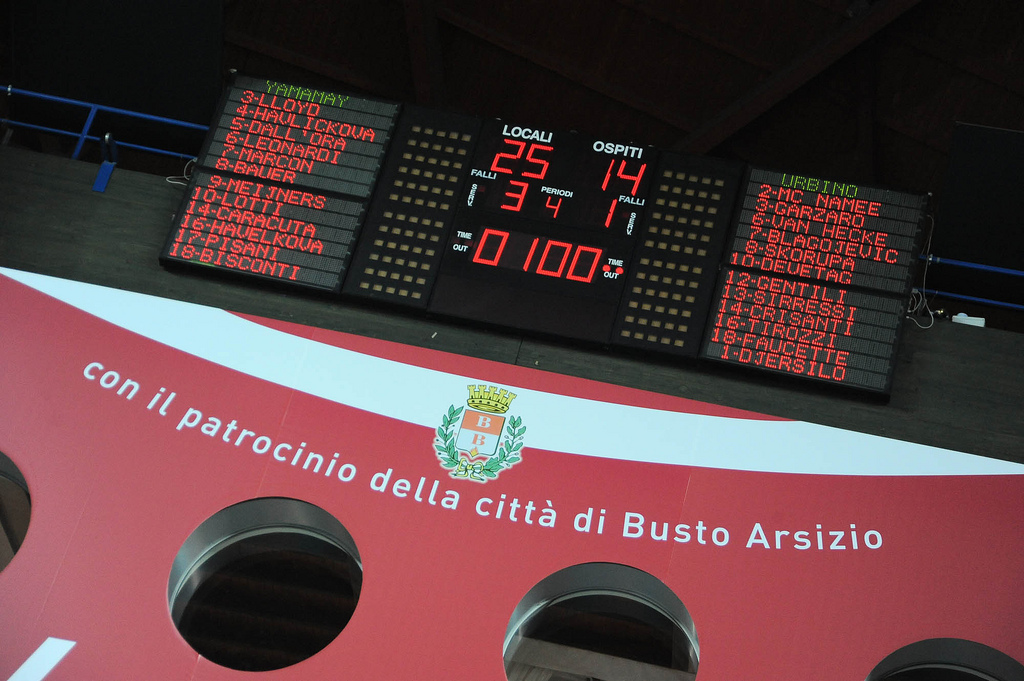 YAMAMAY
3-LLOYD
4-HAVLICKOVA
5-DALL'ORA
6-LEONARDI
7-MARCON
8-BAUER
9-MEIJNERS
10-LOTTI
14-CARACUTA
15-HAVELKOVA
17-PISANI
18-BISCONTI
LOCALI OSPITI
25 14
FALLI PERIODI FALLI
3 4 1
SET SET
TIME OUT 0100 TIME OUT
URBINO
2-MC NAMEE
3-GARZARO
6-VAN HECKE
7-BLAGOJEVIC
8-SKORUPA
10-DEVETAG
12-GENTILI
13-SIRRESSI
14-CRISANTI
16-TIROZZI
18-FAUCETTE
1-DJERSILO
B
B
con il patrocinio della città di Busto Arsizio